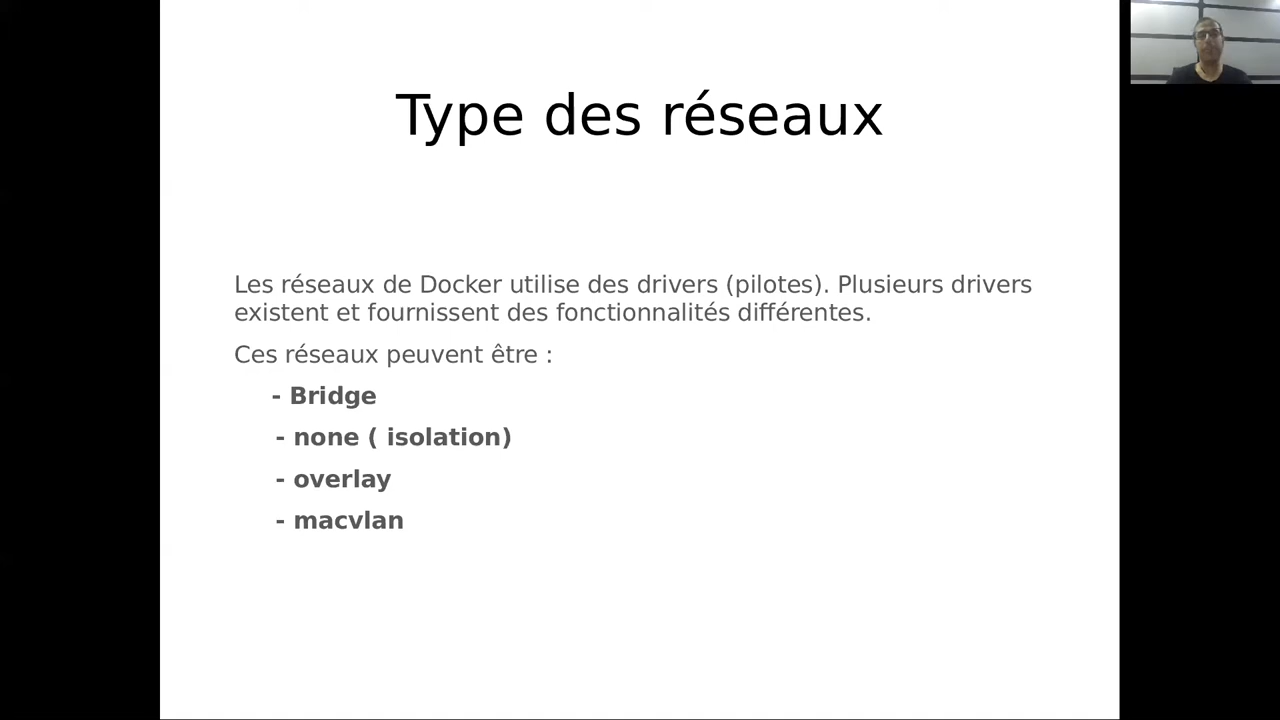 Type des réseaux
Les réseaux de Docker utilise des drivers (pilotes). Plusieurs drivers
existent et fournissent des fonctionnalités différentes.
Ces réseaux peuvent être :
- Bridge
- none ( isolation)
- overlay
- macvlan